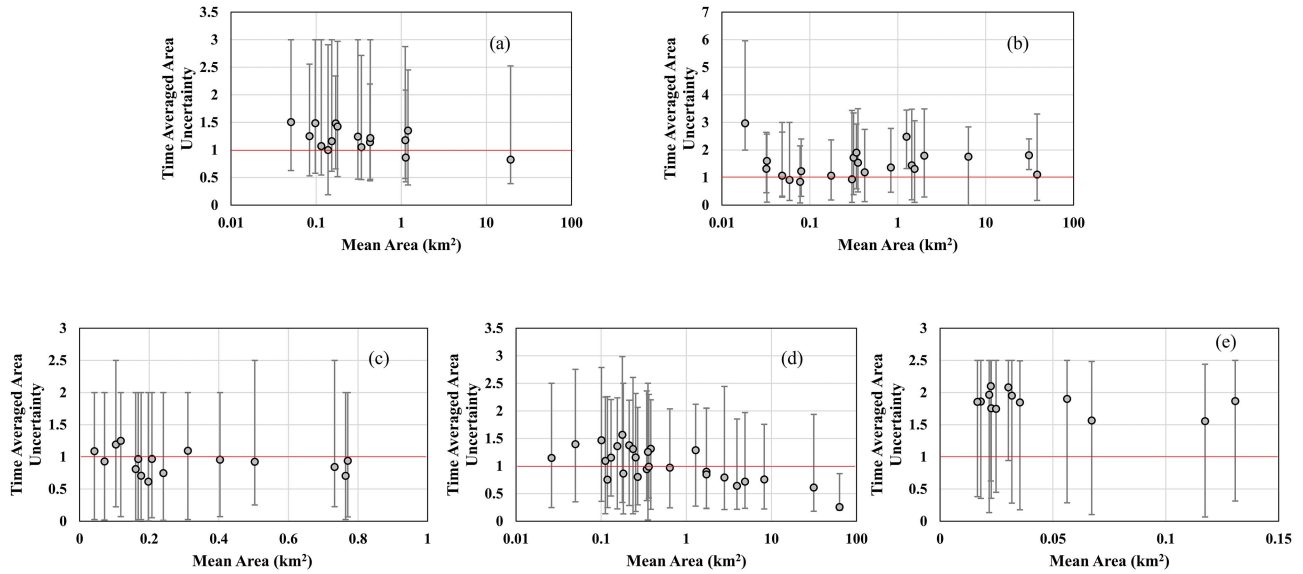 (a)
Time Averaged Area
Uncertainty
3.5
3
2.5
2
1.5
1
0.5
0
0.01 0.1 1 10 100
Mean Area (km²)
(b)
Time Averaged Area
Uncertainty
7
6
5
4
3
2
1
0
0.01 0.1 1 10 100
Mean Area (km²)
(c)
Time Averaged Area
Uncertainty
3
2.5
2
1.5
1
0.5
0
0 0.2 0.4 0.6 0.8 1
Mean Area (km²)
(d)
Time Averaged Area
Uncertainty
3.5
3
2.5
2
1.5
1
0.5
0
0.01 0.1 1 10 100
Mean Area (km²)
(e)
Time Averaged Area
Uncertainty
3
2.5
2
1.5
1
0.5
0
0 0.05 0.1 0.15
Mean Area (km²)